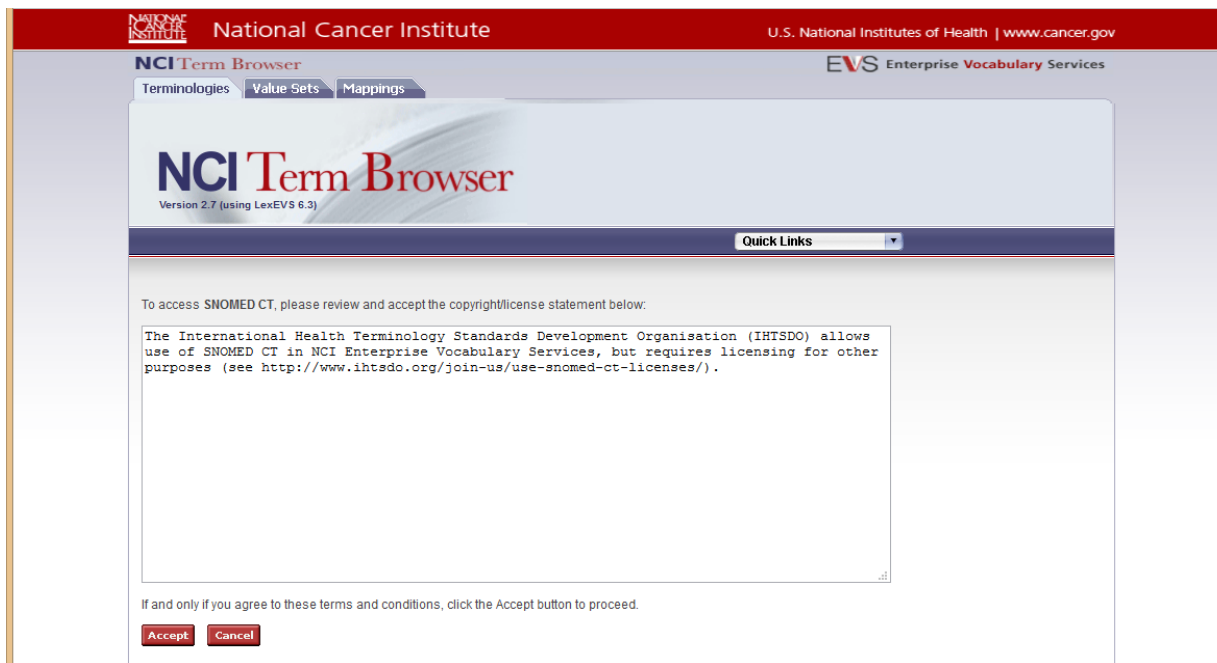 NATIONAL CANCER INSTITUTE
National Cancer Institute
U.S. National Institutes of Health | www.cancer.gov
NCI Term Browser
EVS Enterprise Vocabulary Services
Terminologies Value Sets Mappings
NCI Term Browser
Version 2.7 (using LexEVS 6.3)
Quick Links
To access SNOMED CT, please review and accept the copyright/license statement below:
The International Health Terminology Standards Development Organisation (IHTSDO) allows
use of SNOMED CT in NCI Enterprise Vocabulary Services, but requires licensing for other
purposes (see http://www.ihtsdo.org/join-us/use-snomed-ct-licenses/).
If and only if you agree to these terms and conditions, click the Accept button to proceed.
Accept Cancel